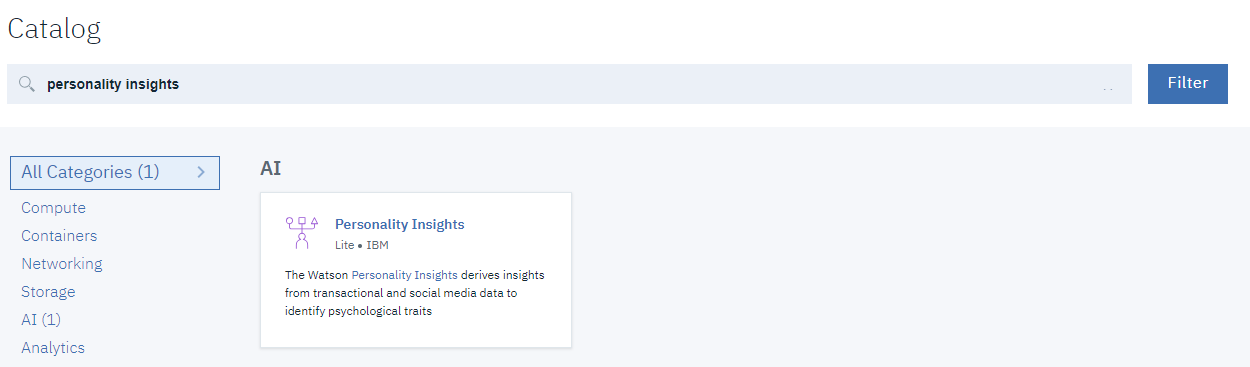 Catalog
personality insights
Filter
All Categories (1)
Compute
Containers
Networking
Storage
AI (1)
Analytics
AI
Personality Insights
Lite • IBM
The Watson Personality Insights derives insights
from transactional and social media data to
identify psychological traits